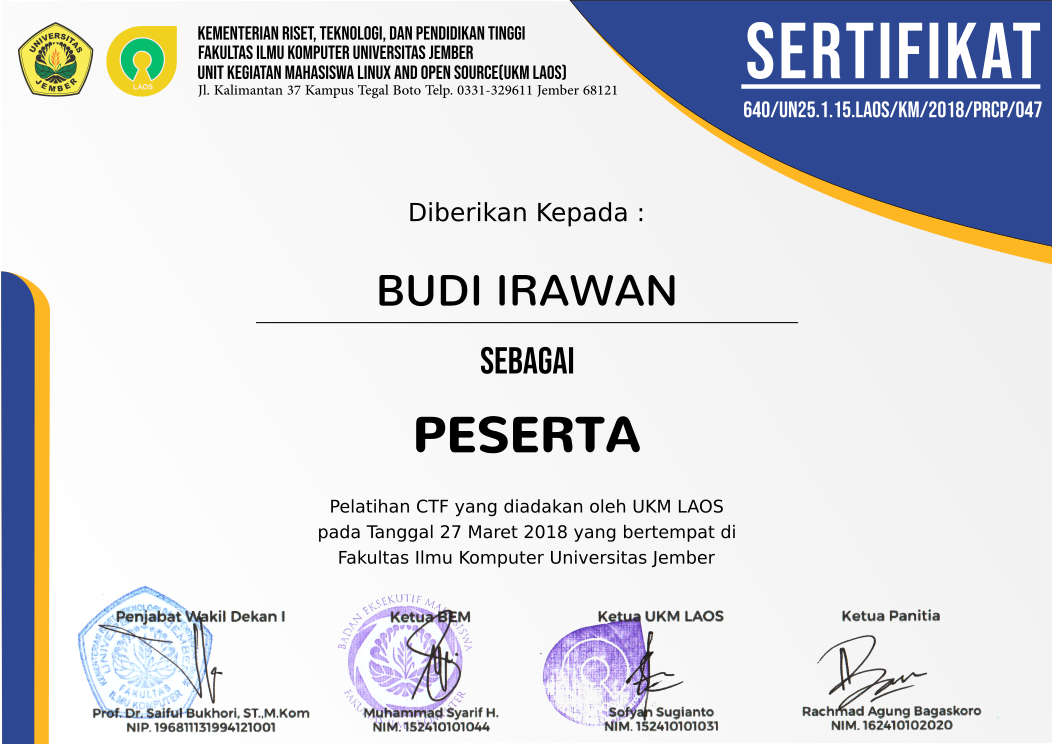 UNIVERSITAS
JEMBER
LAOS
KEMENTERIAN RISET, TEKNOLOGI, DAN PENDIDIKAN TINGGI
FAKULTAS ILMU KOMPUTER UNIVERSITAS JEMBER
UNIT KEGIATAN MAHASISWA LINUX AND OPEN SOURCE(UKM LAOS)
Jl. Kalimantan 37 Kampus Tegal Boto Telp. 0331-329611 Jember 68121
SERTIFIKAT
640/UN25.1.15.LAOS/KM/2018/PRCP/047
Diberikan Kepada :
BUDI IRAWAN
SEBAGAI
PESERTA
Pelatihan CTF yang diadakan oleh UKM LAOS
pada Tanggal 27 Maret 2018 yang bertempat di
Fakultas Ilmu Komputer Universitas Jember
Penjabat Wakil Dekan I
FAKULTAS
ILMU KOMPUTER
Prof. Dr. Saiful Bukhori, ST.,M.Kom
NIP. 196811131994121001
Ketua BEM
BADAN EKSEKUTIF MAHASISWA
Muhammad Syarif H.
NIM. 152410101044
Ketua UKM LAOS
Sofyan Sugianto
NIM. 152410101031
Ketua Panitia
Rachmad Agung Bagaskoro
NIM. 162410102020